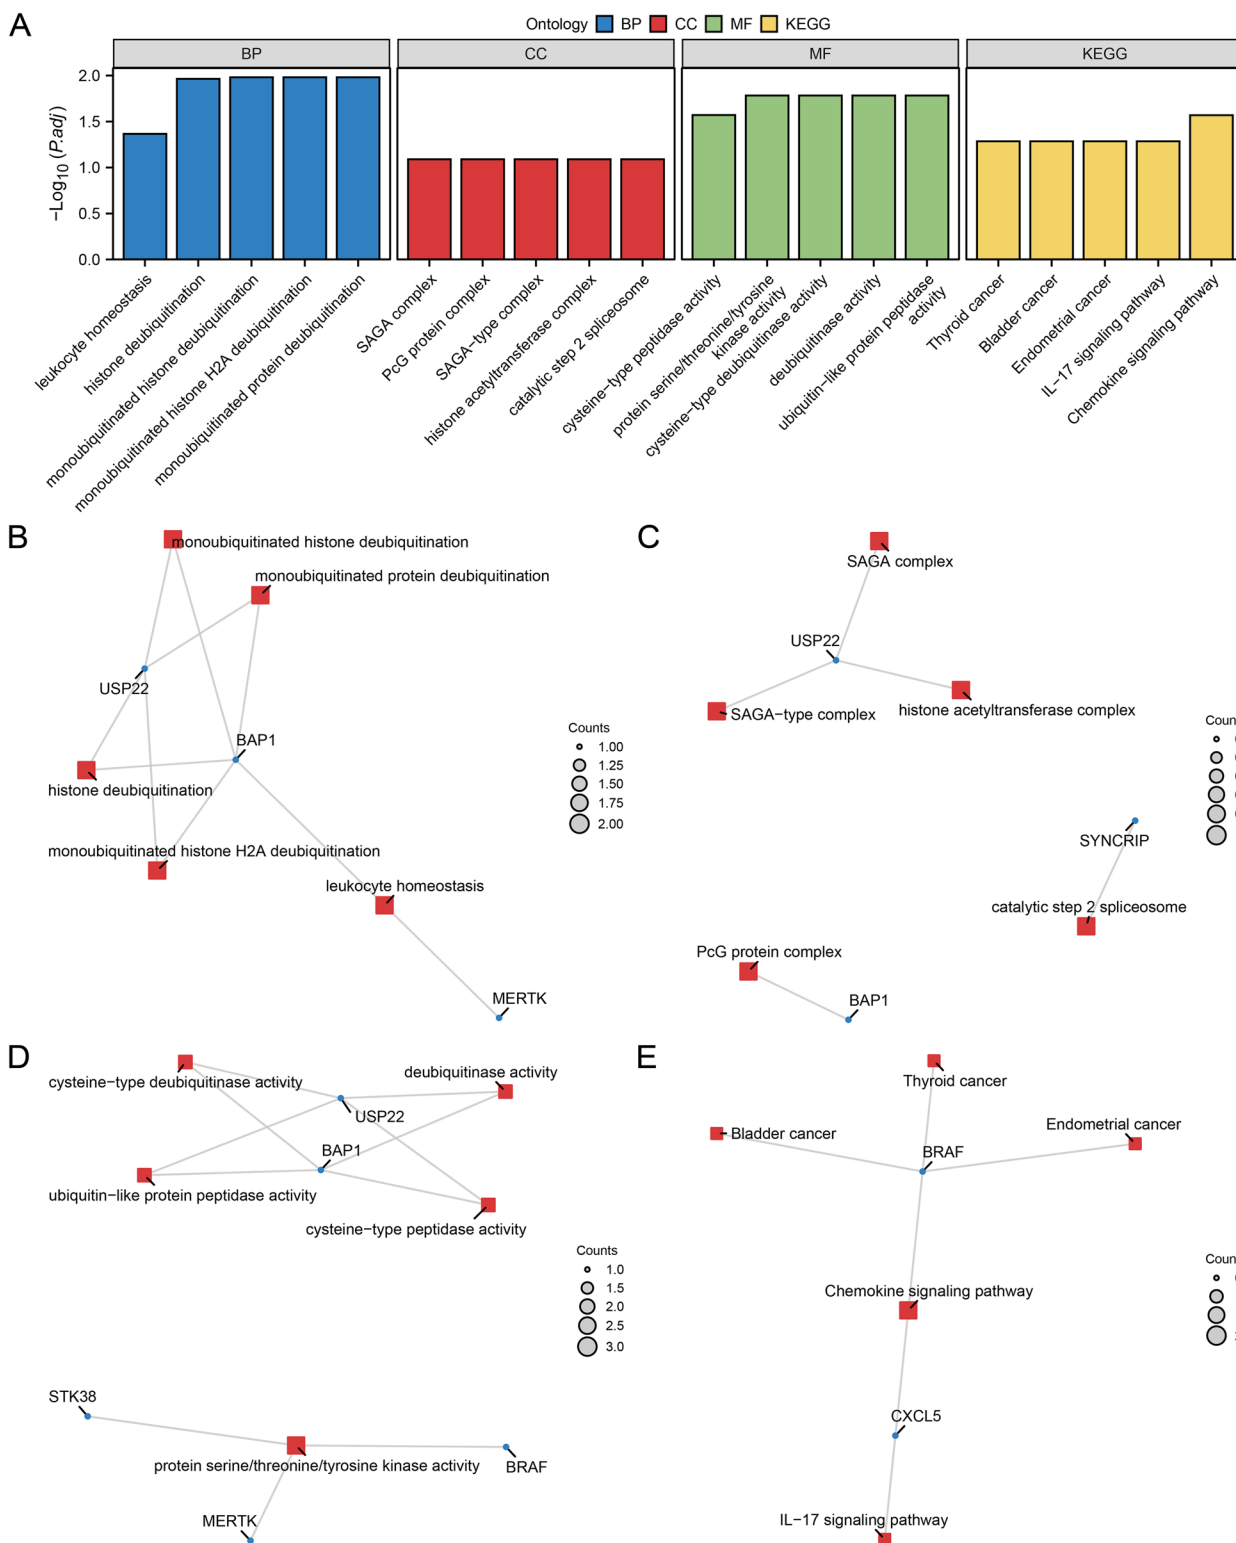 A
Ontology BP CC MF KEGG
BP
CC
MF
KEGG
−Log10 (P.adj)
2.0
1.5
1.0
0.5
0.0
leukocyte homeostasis
histone deubiquitination
monoubiquitinated histone deubiquitination
monoubiquitinated histone H2A deubiquitination
monoubiquitinated protein deubiquitination
SAGA complex
PcG protein complex
SAGA−type complex
histone acetyltransferase complex
catalytic step 2 spliceosome
cysteine−type peptidase activity
protein serine/threonine/tyrosine
kinase activity
cysteine−type deubiquitinase activity
deubiquitinase activity
ubiquitin−like protein peptidase
activity
Thyroid cancer
Bladder cancer
Endometrial cancer
IL−17 signaling pathway
Chemokine signaling pathway
B
monoubiquitinated histone deubiquitination
monoubiquitinated protein deubiquitination
USP22
BAP1
histone deubiquitination
monoubiquitinated histone H2A deubiquitination
leukocyte homeostasis
MERTK
Counts
1.00
1.25
1.50
1.75
2.00
C
SAGA complex
USP22
SAGA−type complex
histone acetyltransferase complex
SYNCRIP
catalytic step 2 spliceosome
PcG protein complex
BAP1
D
cysteine−type deubiquitinase activity
deubiquitinase activity
USP22
BAP1
ubiquitin−like protein peptidase activity
cysteine−type peptidase activity
Counts
1.0
1.5
2.0
2.5
3.0
STK38
protein serine/threonine/tyrosine kinase activity
BRAF
MERTK
E
Thyroid cancer
Bladder cancer
Endometrial cancer
BRAF
Chemokine signaling pathway
CXCL5
IL−17 signaling pathway